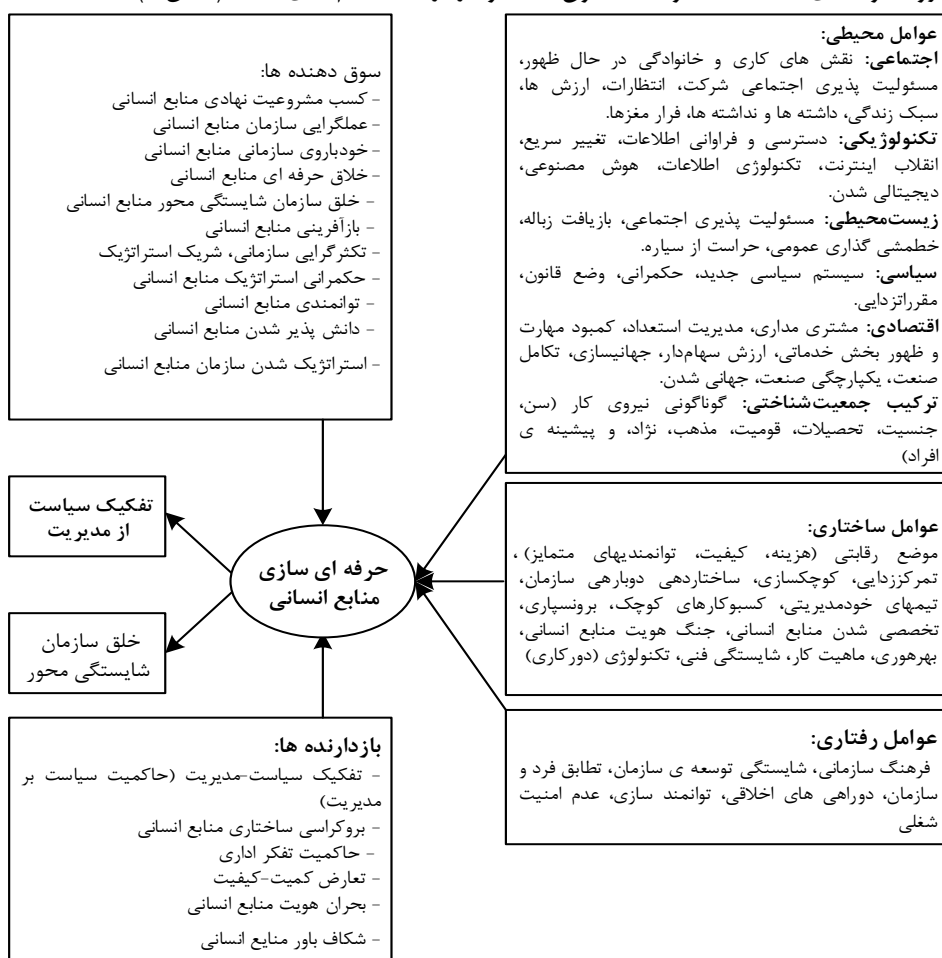 عوامل محیطی:
اجتماعی: نقش های کاری و خانوادگی در حال ظهور،
مسئولیت پذیری اجتماعی شرکت، انتظارات، ارزش ها،
سبک زندگی، داشته ها و نداشته ها، فرار مغزها.
تکنولوژیکی: دسترسی و فراوانی اطلاعات، تغییر سریع،
انقلاب اینترنت، تکنولوژی اطلاعات، هوش مصنوعی،
دیجیتالی شدن.
زیست‌محیطی: مسئولیت پذیری اجتماعی، بازیافت زباله،
خطمشی گذاری عمومی، حراست از سیاره.
سیاسی: سیستم سیاسی جدید، حکمرانی، وضع قانون،
مقرراتزدایی.
اقتصادی: مشتری مداری، مدیریت استعداد، کمبود مهارت
و ظهور بخش خدماتی، ارزش سهام‌دار، جهانیسازی، تکامل
صنعت، یکپارچگی صنعت، جهانی شدن.
ترکیب جمعیت‌شناختی: گوناگونی نیروی کار (سن،
جنسیت، تحصیلات، قومیت، مذهب، نژاد، و پیشینه ی
افراد)
سوق دهنده ها:
- کسب مشروعیت نهادی منابع انسانی
- عملگرایی سازمان منابع انسانی
- خودباروی سازمانی منابع انسانی
- خلاق حرفه ای منابع انسانی
- خلق سازمان شایستگی محور منابع انسانی
- بازآفرینی منابع انسانی
- تکثرگرایی سازمانی، شریک استراتژیک
- حکمرانی استراتژیک منابع انسانی
- توانمندی منابع انسانی
- دانش پذیر شدن منابع انسانی
- استراتژیک شدن سازمان منابع انسانی
عوامل ساختاری:
موضع رقابتی (هزینه، کیفیت، توانمندیهای متمایز)،
تمرکززدایی، کوچکسازی، ساختاردهی دوبارهی سازمان،
تیمهای خودمدیریتی، کسبوکارهای کوچک، برونسپاری،
تخصصی شدن منابع انسانی، جنگ هویت منابع انسانی،
بهرهوری، ماهیت کار، شایستگی فنی، تکنولوژی (دورکاری)
حرفه ای سازی
منابع انسانی
تفکیک سیاست
از مدیریت
خلق سازمان
شایستگی محور
عوامل رفتاری:
فرهنگ سازمانی، شایستگی توسعه ی سازمان، تطابق فرد و
سازمان، دوراهی های اخلاقی، توانمند سازی، عدم امنیت
شغلی
بازدارنده ها:
- تفکیک سیاست-مدیریت (حاکمیت سیاست بر
مدیریت)
- بروکراسی ساختاری منابع انسانی
- حاکمیت تفکر اداری
- تعارض کمیت-کیفیت
- بحران هویت منابع انسانی
- شکاف باور منایع انسانی